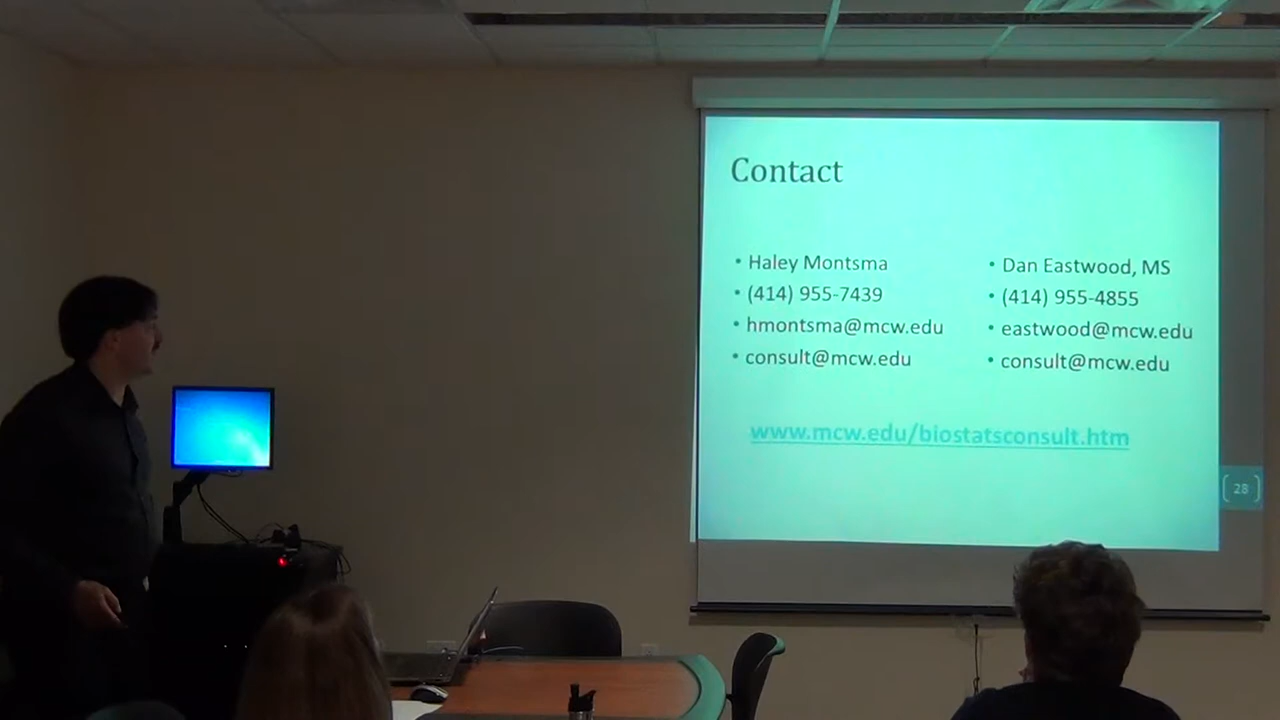 Contact
• Haley Montsma
• (414) 955-7439
• hmontsma@mcw.edu
• consult@mcw.edu
• Dan Eastwood, MS
• (414) 955-4855
• eastwood@mcw.edu
• consult@mcw.edu
www.mcw.edu/biostatsconsult.htm
28